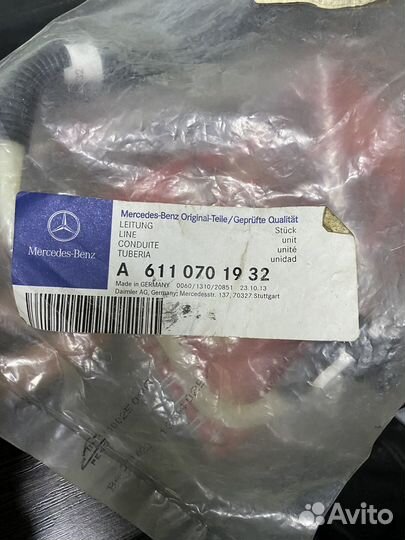 Mercedes-Benz
Mercedes-Benz Original-Teile/Geprüfte Qualität
LEITUNG Stück
LINE unit
CONDUITE unité
TUBERIA unidad
A 611 070 19 32
Made in GERMANY 0060/1310/20851 23.10.13
Daimler AG, Germany; Mercedesstr. 137, 70327 Stuttgart
Avito